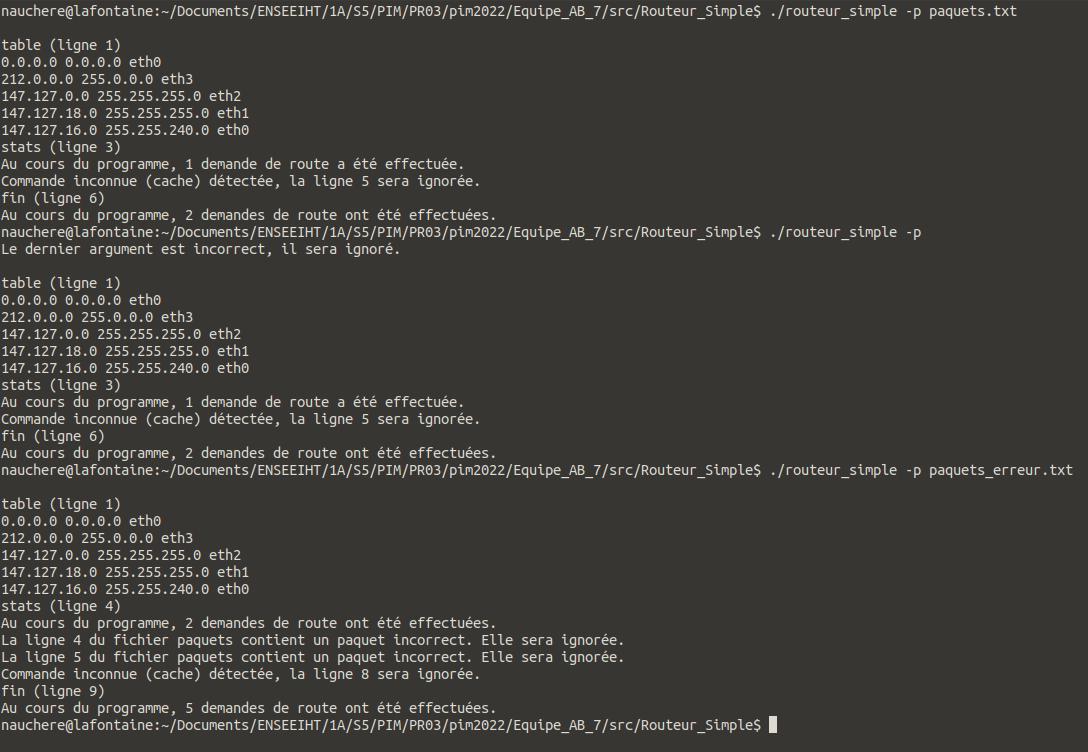 nauchere@lafontaine:~/Documents/ENSEEIHT/1A/S5/PIM/PR03/pim2022/Equipe_AB_7/src/Routeur_Simple$ ./routeur_simple -p paquets.txt
table (ligne 1)
0.0.0.0 0.0.0.0 eth0
212.0.0.0 255.0.0.0 eth3
147.127.0.0 255.255.255.0 eth2
147.127.18.0 255.255.255.0 eth1
147.127.16.0 255.255.240.0 eth0
stats (ligne 3)
Au cours du programme, 1 demande de route a été effectuée.
Commande inconnue (cache) détectée, la ligne 5 sera ignorée.
fin (ligne 6)
Au cours du programme, 2 demandes de route ont été effectuées.
nauchere@lafontaine:~/Documents/ENSEEIHT/1A/S5/PIM/PR03/pim2022/Equipe_AB_7/src/Routeur_Simple$ ./routeur_simple -p
Le dernier argument est incorrect, il sera ignoré.
table (ligne 1)
0.0.0.0 0.0.0.0 eth0
212.0.0.0 255.0.0.0 eth3
147.127.0.0 255.255.255.0 eth2
147.127.18.0 255.255.255.0 eth1
147.127.16.0 255.255.240.0 eth0
stats (ligne 3)
Au cours du programme, 1 demande de route a été effectuée.
Commande inconnue (cache) détectée, la ligne 5 sera ignorée.
fin (ligne 6)
Au cours du programme, 2 demandes de route ont été effectuées.
nauchere@lafontaine:~/Documents/ENSEEIHT/1A/S5/PIM/PR03/pim2022/Equipe_AB_7/src/Routeur_Simple$ ./routeur_simple -p paquets_erreur.txt
table (ligne 1)
0.0.0.0 0.0.0.0 eth0
212.0.0.0 255.0.0.0 eth3
147.127.0.0 255.255.255.0 eth2
147.127.18.0 255.255.255.0 eth1
147.127.16.0 255.255.240.0 eth0
stats (ligne 4)
Au cours du programme, 2 demandes de route ont été effectuées.
La ligne 4 du fichier paquets contient un paquet incorrect. Elle sera ignorée.
La ligne 5 du fichier paquets contient un paquet incorrect. Elle sera ignorée.
Commande inconnue (cache) détectée, la ligne 8 sera ignorée.
fin (ligne 9)
Au cours du programme, 5 demandes de route ont été effectuées.
nauchere@lafontaine:~/Documents/ENSEEIHT/1A/S5/PIM/PR03/pim2022/Equipe_AB_7/src/Routeur_Simple$